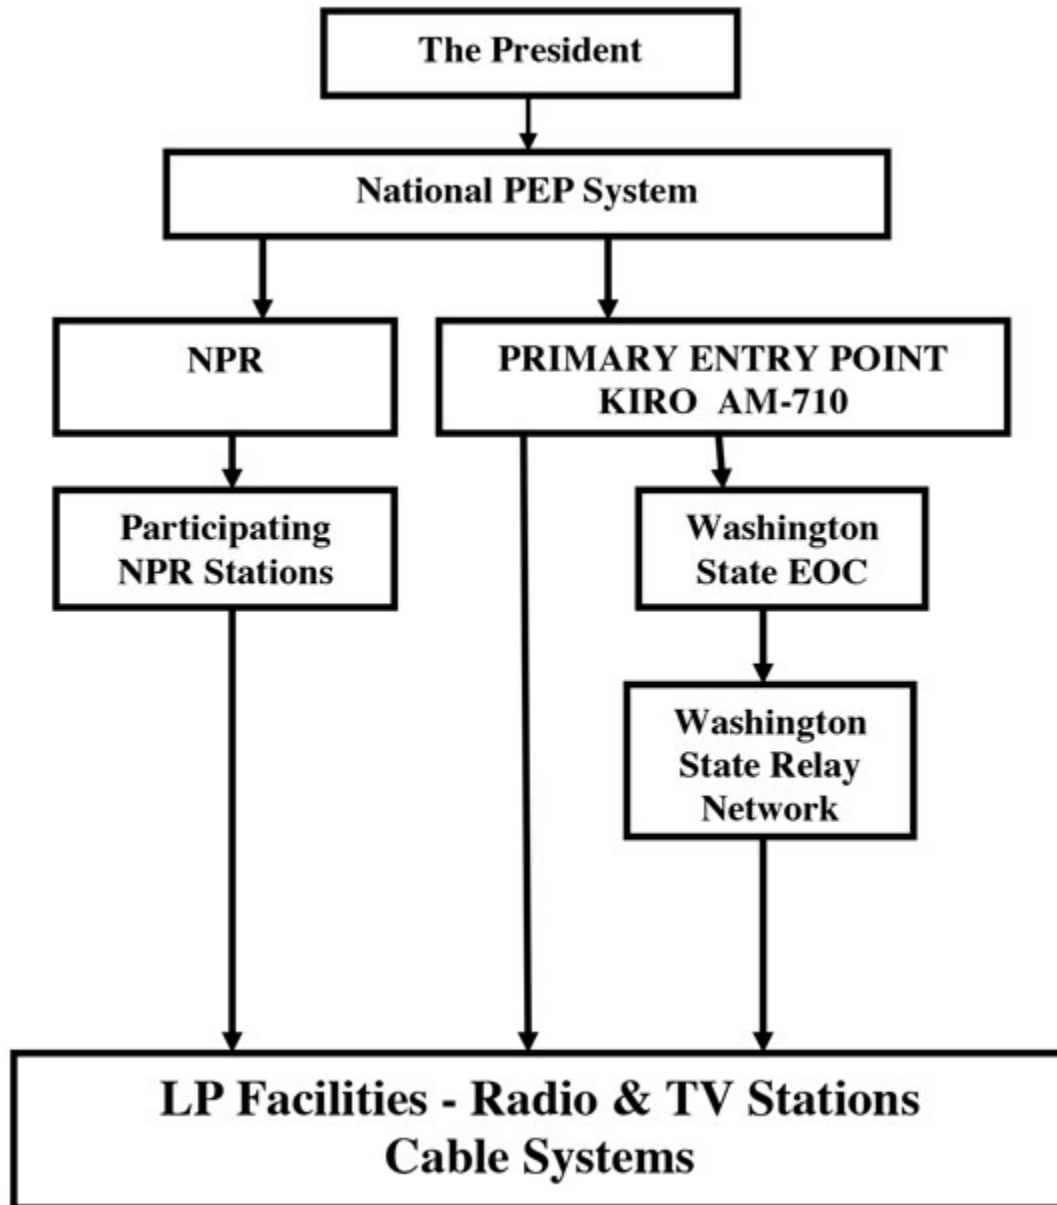 The President
National PEP System
NPR
PRIMARY ENTRY POINT
KIRO AM-710
Participating
NPR Stations
Washington
State EOC
Washington
State Relay
Network
LP Facilities - Radio & TV Stations
Cable Systems